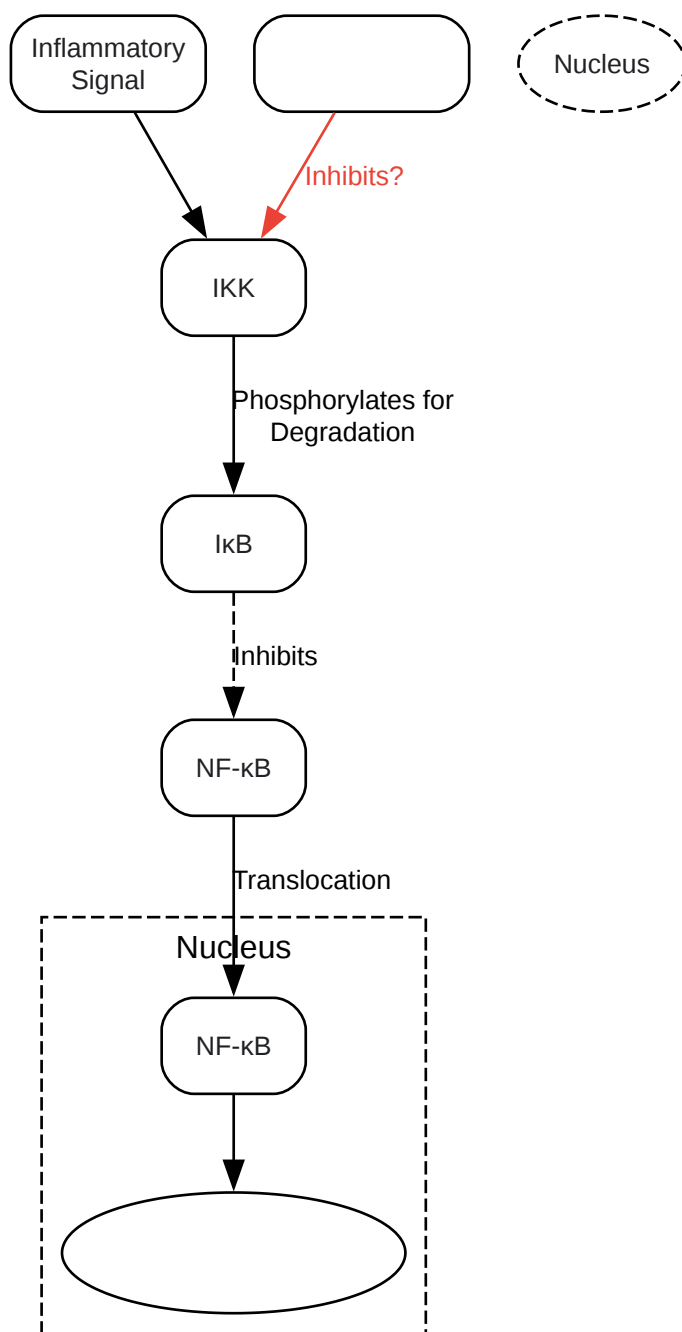 Inflammatory
Signal
Nucleus
Inhibits?
IKK
Phosphorylates for
Degradation
IκB
Inhibits
NF-κB
Translocation
Nucleus
NF-κB